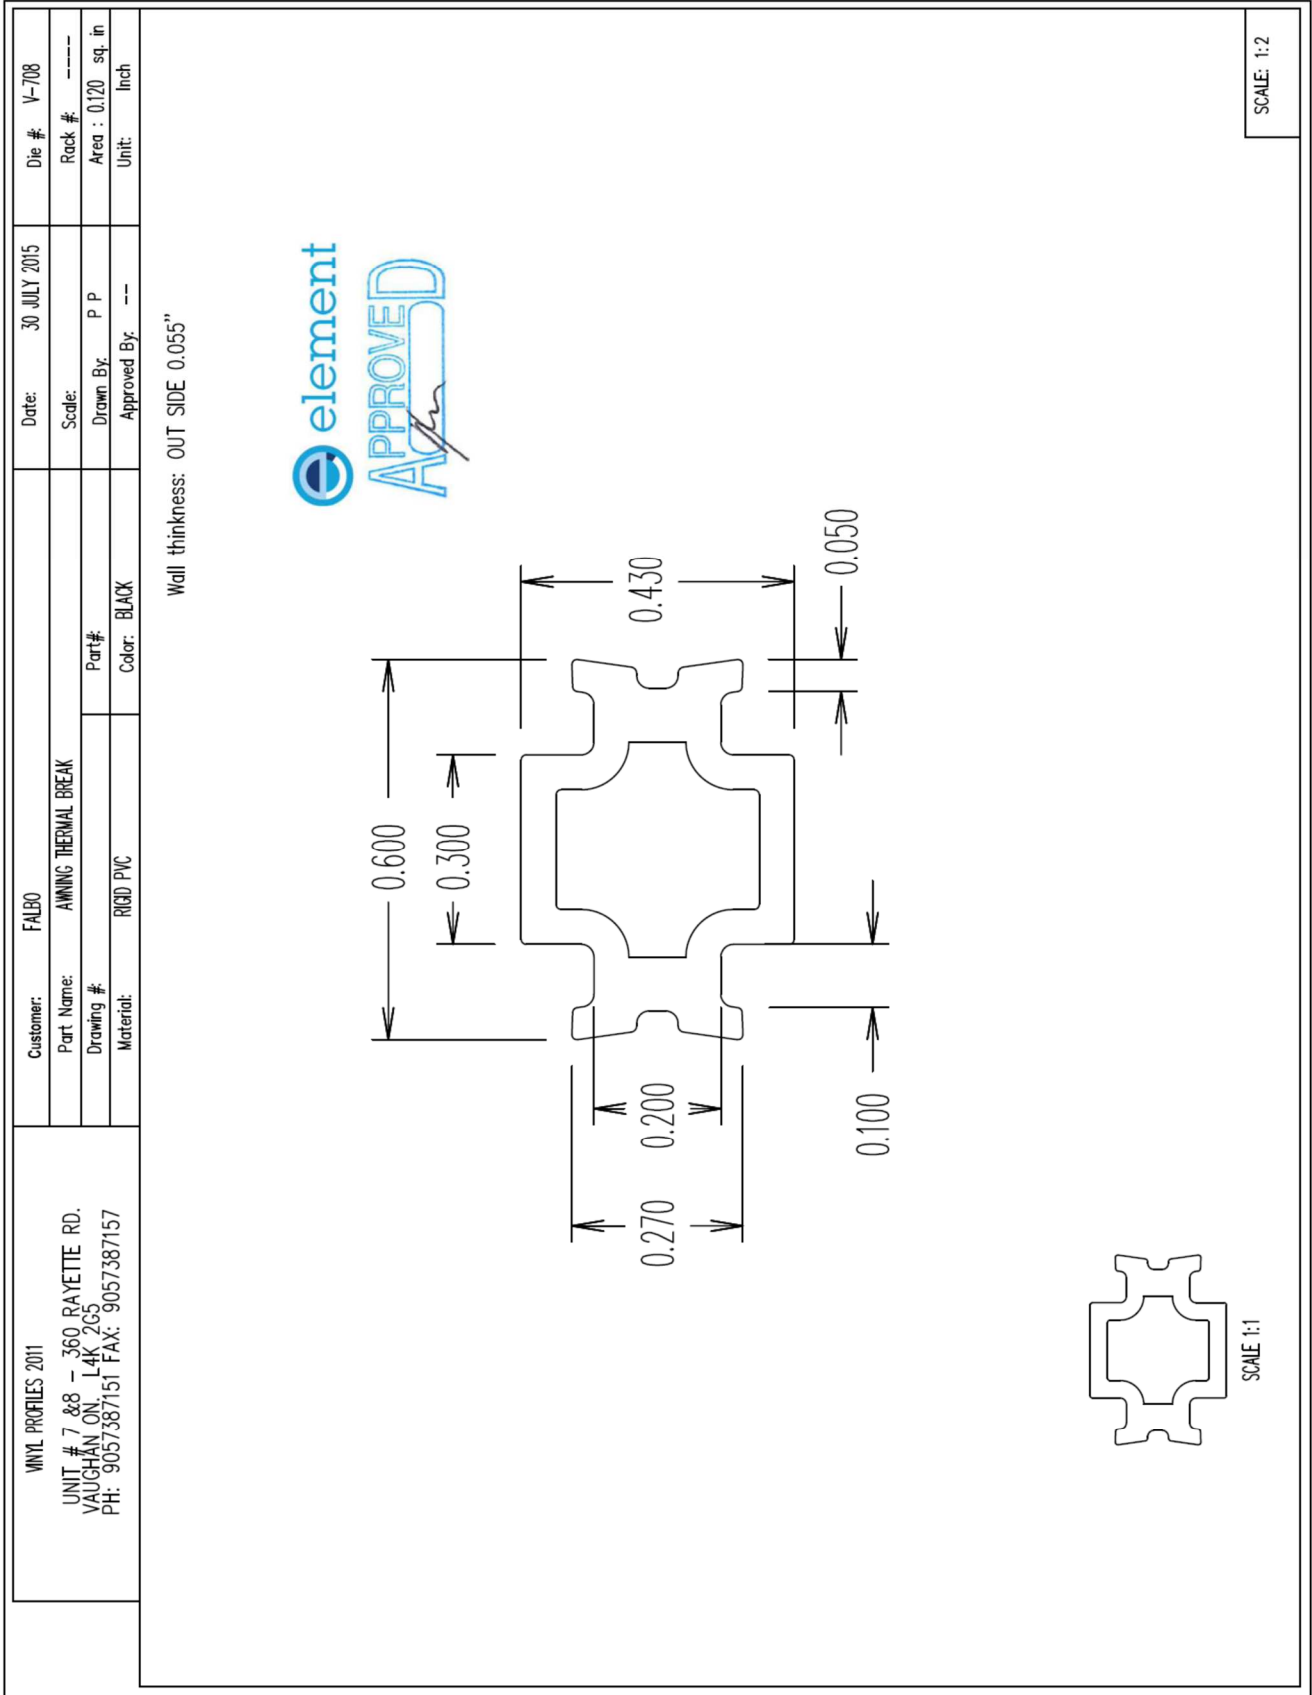 VINYL PROFILES 2011
UNIT # 7 &8 - 360 RAYETTE RD.
VAUGHAN ON. L4K 2G5
PH: 9057387151 FAX: 9057387157
Customer: FALBO
Date: 30 JULY 2015
Die #: V-708
Part Name: AWNING THERMAL BREAK
Scale:
Rack #: ----
Drawing #:
Part#:
Drawn By: P P
Area : 0.120 sq. in
Material: RIGID PVC
Color: BLACK
Approved By: --
Unit: Inch
Wall thinkness: OUT SIDE 0.055"
element
APPROVED
0.600
0.300
0.430
0.270
0.200
0.050
0.100
SCALE 1:1
SCALE: 1:2